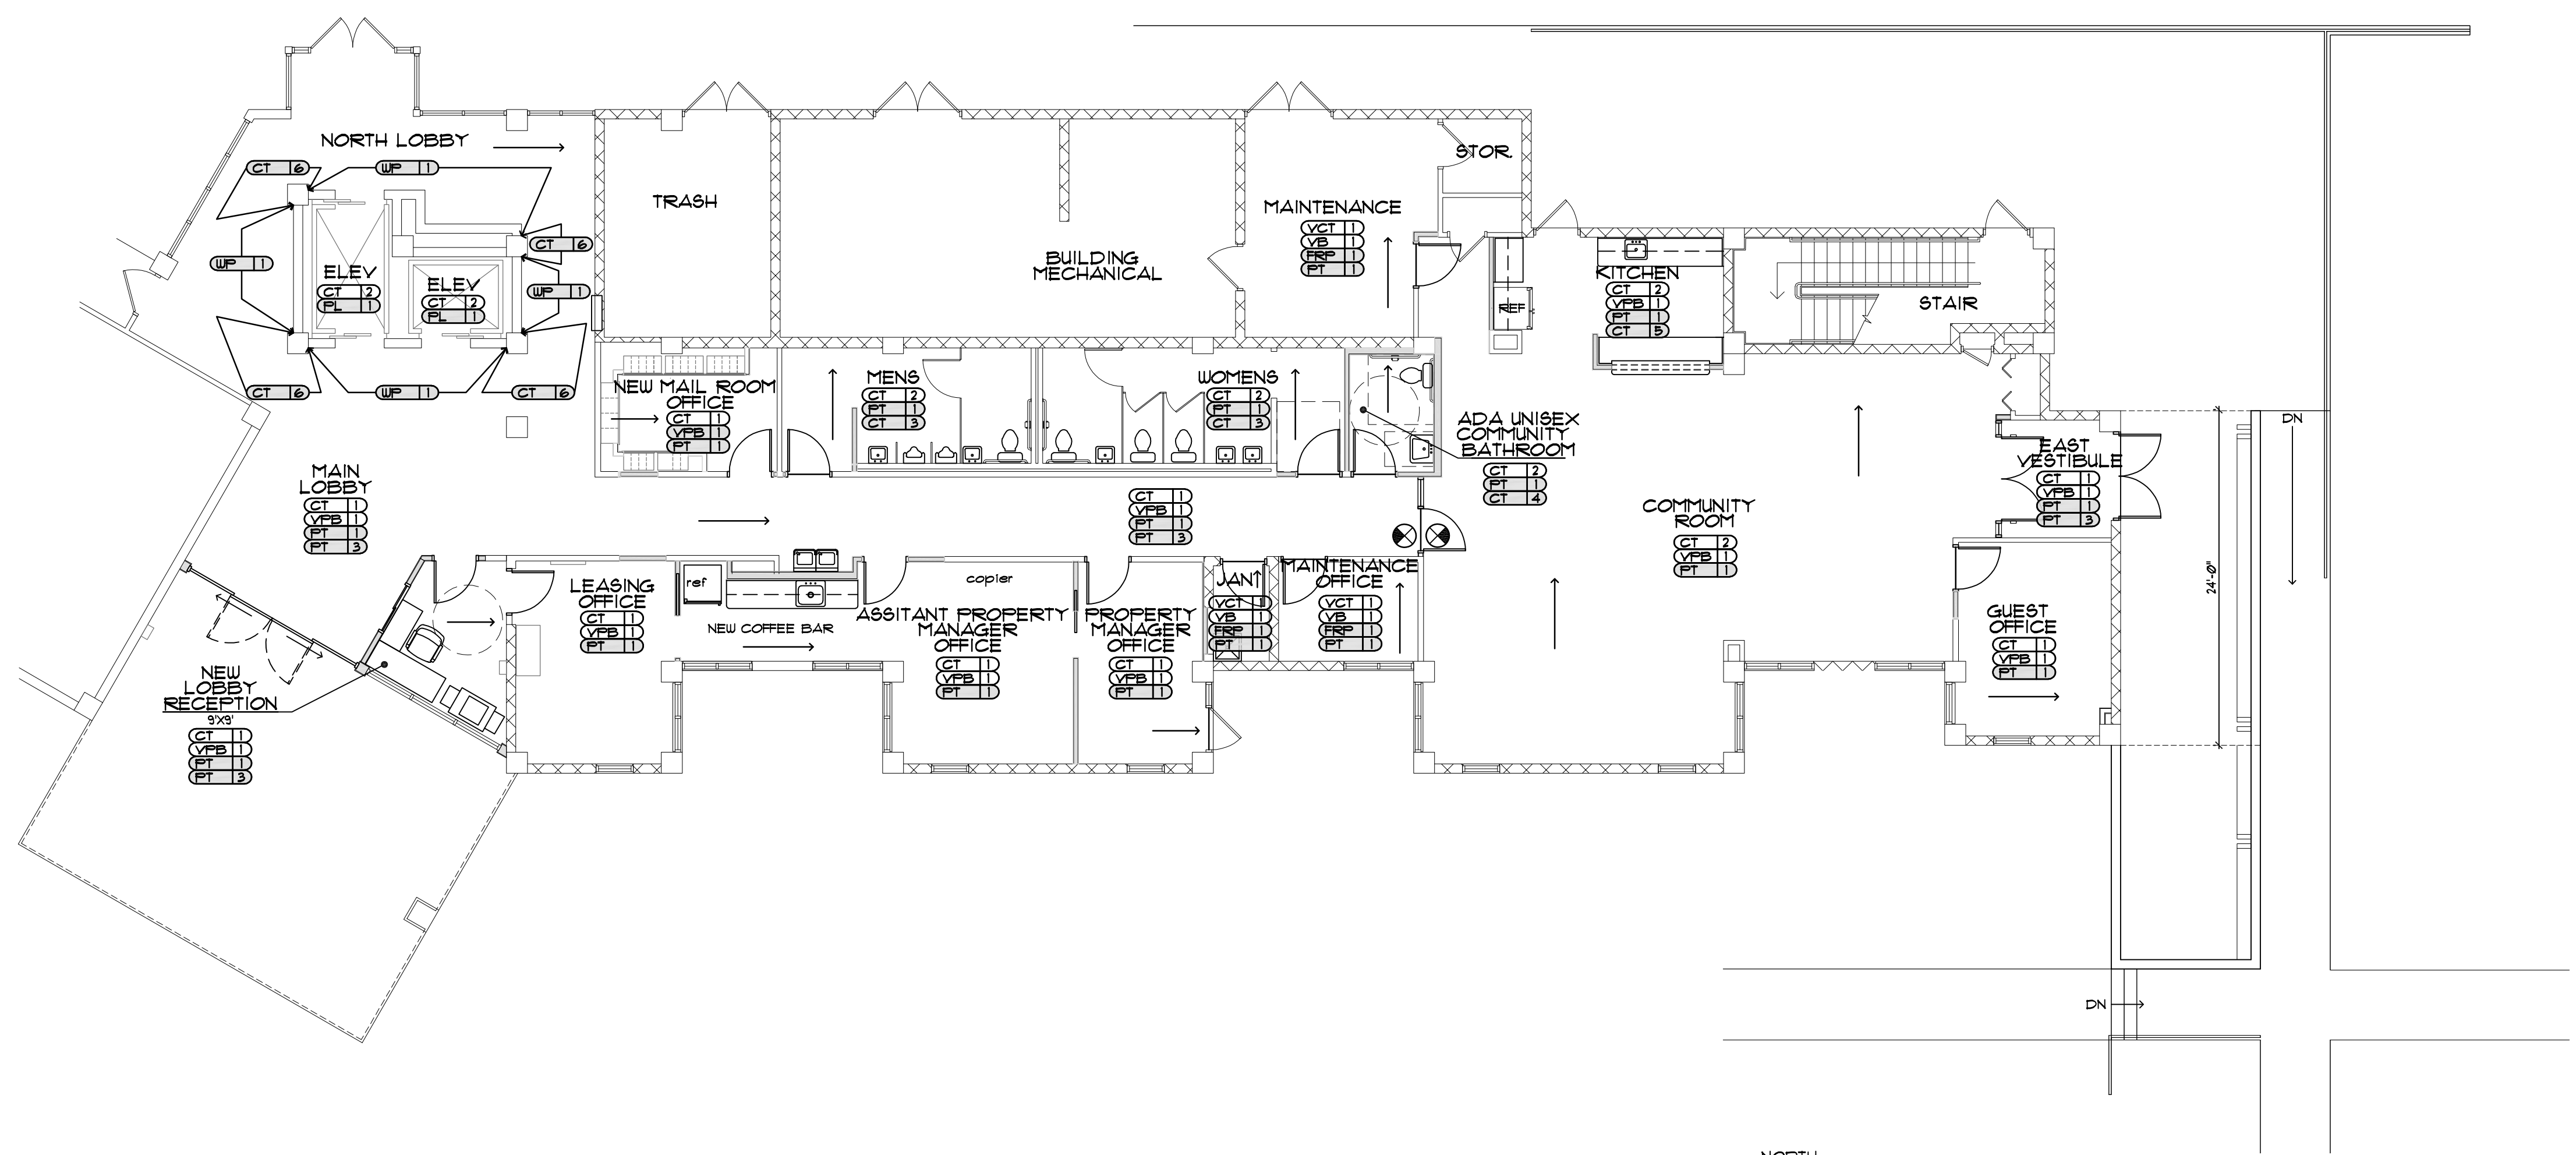 NORTH LOBBY
CT 6
WP 1
WP 1
CT 6
WP 1
ELEV
CT 2
PL 1
ELEV
CT 2
PL 1
CT 6
WP 1
CT 6
TRASH
BUILDING
MECHANICAL
MAINTENANCE
VCT 1
VB 1
FRP 1
PT 1
STOR.
REF
KITCHEN
CT 2
VPB 1
PT 1
CT 5
STAIR
NEW MAIL ROOM
OFFICE
CT 1
VPB 1
PT 1
MENS
CT 2
PT 1
CT 3
WOMENS
CT 2
PT 1
CT 3
ADA UNISEX
COMMUNITY
BATHROOM
CT 2
PT 1
CT 4
EAST
VESTIBULE
CT 1
VPB 1
PT 1
PT 3
DN
MAIN
LOBBY
CT 1
VPB 1
PT 1
PT 3
CT 1
VPB 1
PT 1
PT 3
COMMUNITY
ROOM
CT 2
VPB 1
PT 1
24'-0"
LEASING
OFFICE
CT 1
VPB 1
PT 1
ref
NEW COFFEE BAR
copier
ASSITANT PROPERTY
MANAGER
OFFICE
CT 1
VPB 1
PT 1
PROPERTY
MANAGER
OFFICE
CT 1
VPB 1
PT 1
JAN
VCT 1
VB 1
FRP 1
PT 1
MAINTENANCE
OFFICE
VCT 1
VB 1
FRP 1
PT 1
GUEST
OFFICE
CT 1
VPB 1
PT 1
NEW
LOBBY
RECEPTION
9'X9'
CT 1
VPB 1
PT 1
PT 3
DN
NORTH